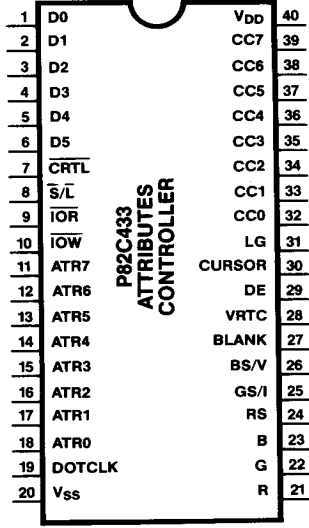 1 D0 VDD 40
2 D1 CC7 39
3 D2 CC6 38
4 D3 CC5 37
5 D4 CC4 36
6 D5 CC3 35
7 C̅R̅T̅L̅ CC2 34
8 S̅/L̅ CC1 33
9 I̅O̅R̅ CC0 32
10 I̅O̅W̅ LG 31
11 ATR7 CURSOR 30
12 ATR6 DE 29
13 ATR5 VRTC 28
14 ATR4 BLANK 27
15 ATR3 BS/V 26
16 ATR2 GS/I 25
17 ATR1 RS 24
18 ATR0 B 23
19 DOTCLK G 22
20 VSS R 21
P82C433
ATTRIBUTES
CONTROLLER